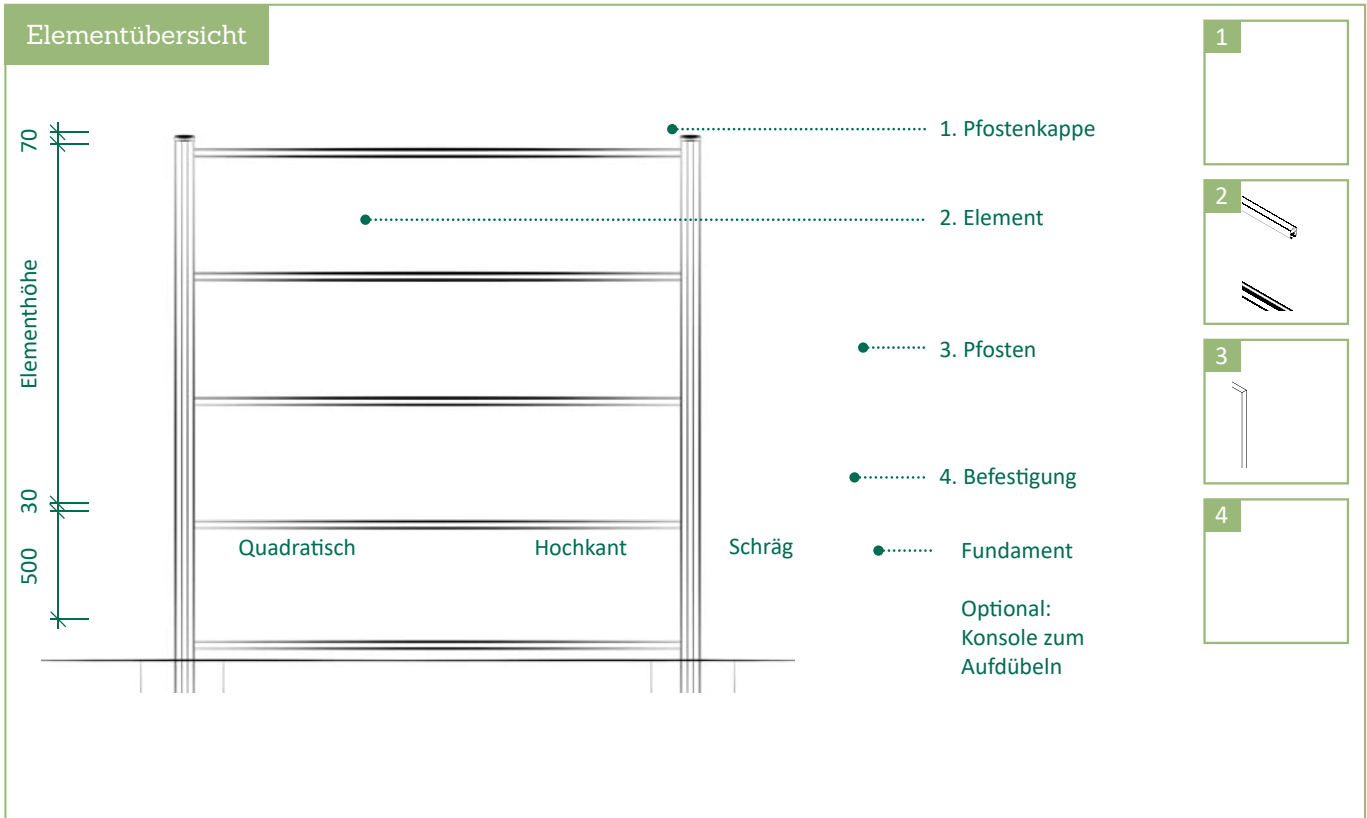 Elementübersicht
70
Elementhöhe
30
500
1. Pfostenkappe
2. Element
3. Pfosten
4. Befestigung
Quadratisch
Hochkant
Schräg
Fundament
Optional:
Konsole zum
Aufdübeln
1
2
3
4